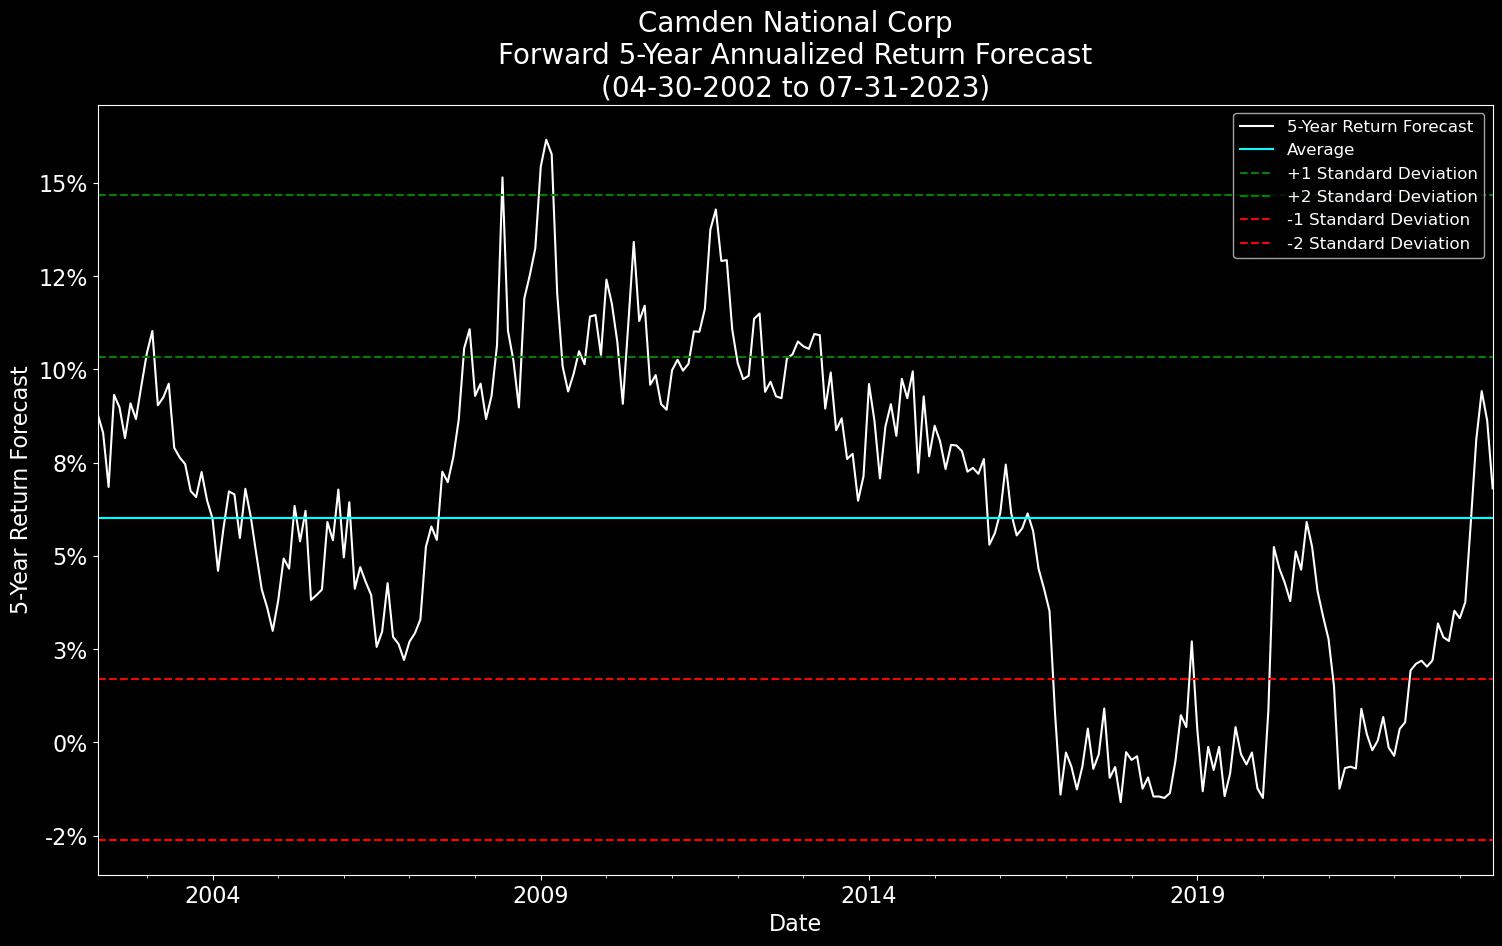 Camden National Corp
Forward 5-Year Annualized Return Forecast
(04-30-2002 to 07-31-2023)
5-Year Return Forecast
Average
+1 Standard Deviation
+2 Standard Deviation
-1 Standard Deviation
-2 Standard Deviation
15%
12%
10%
8%
5%
3%
0%
-2%
5-Year Return Forecast
2004 2009 2014 2019
Date